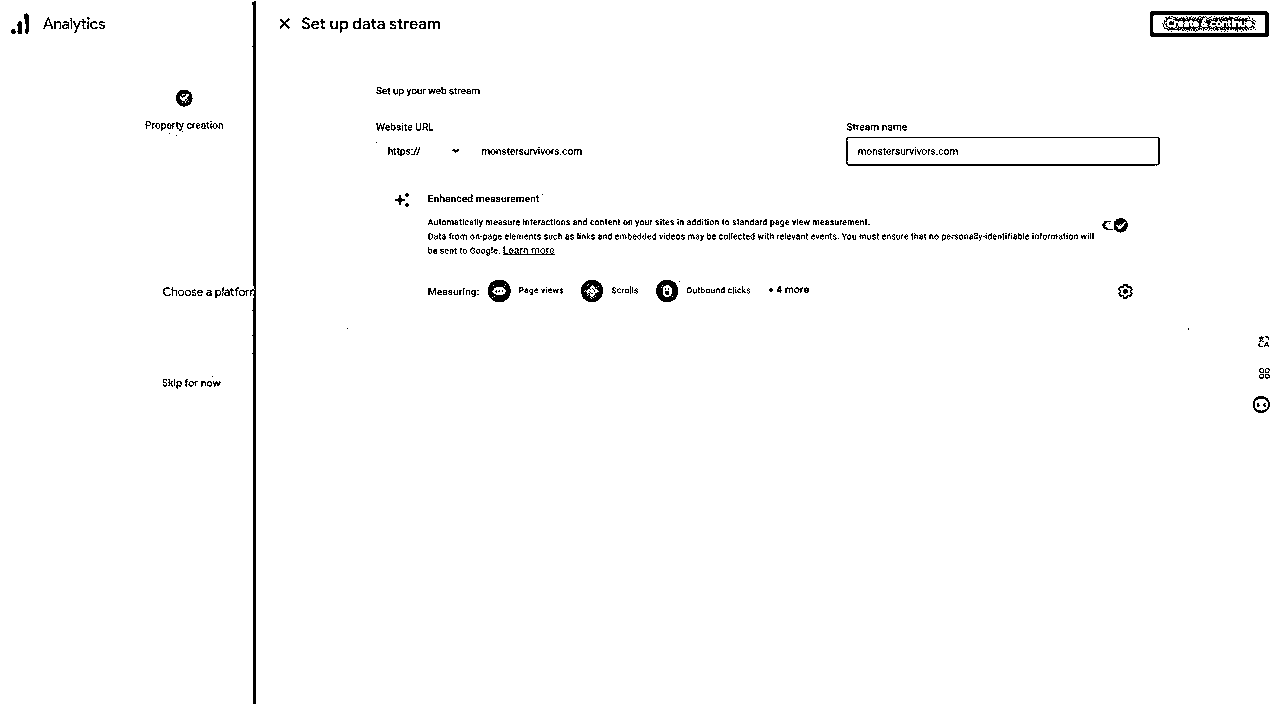 Analytics
Set up data stream
Create & continue
Property creation
Set up your web stream
Website URL
Stream name
https://
monstersurvivors.com
monstersurvivors.com
Enhanced measurement
Automatically measure interactions and content on your sites in addition to standard page view measurement.
Data from on-page elements such as links and embedded videos may be collected with relevant events. You must ensure that no personally-identifiable information will
be sent to Google. Learn more
Choose a platfor
Measuring:
Page views
Scrolls
Outbound clicks
+ 4 more
Skip for now